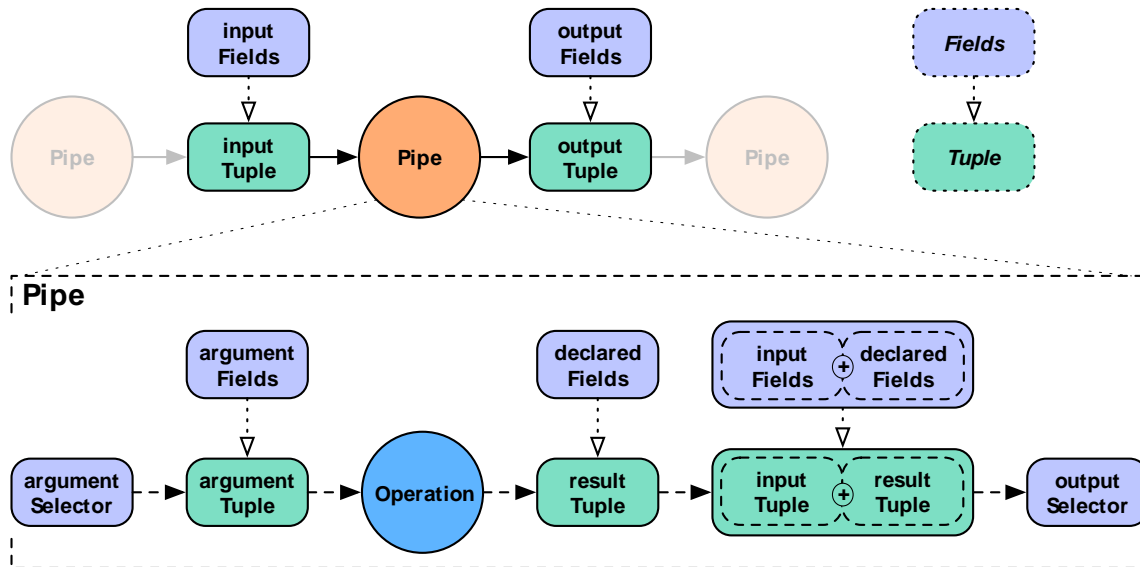 input
Fields
output
Fields
Fields
Pipe
input
Tuple
Pipe
output
Tuple
Pipe
Tuple
Pipe
argument
Fields
declared
Fields
input
Fields
+
declared
Fields
argument
Selector
argument
Tuple
Operation
result
Tuple
input
Tuple
+
result
Tuple
output
Selector